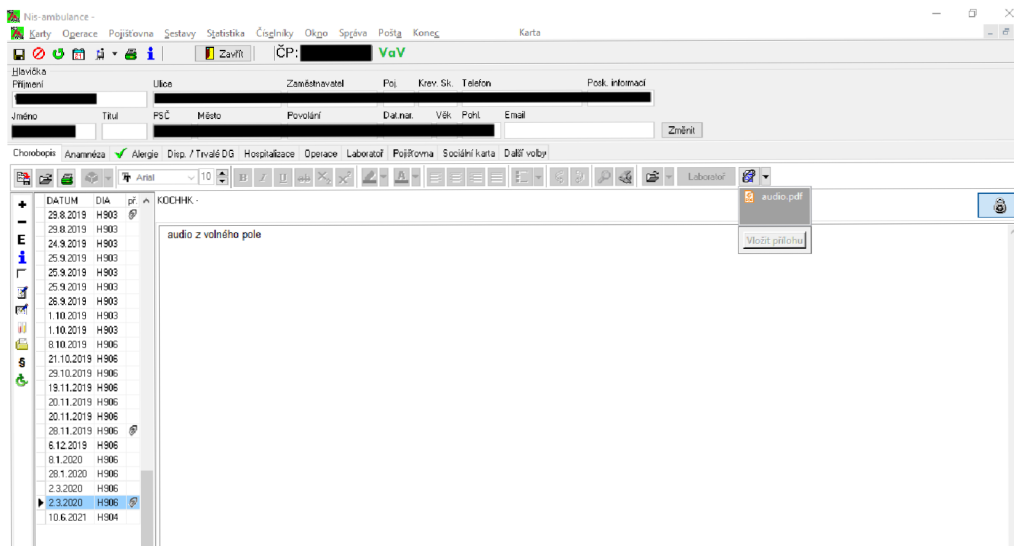 Nis-ambulance -
Karty Operace Pojišťovna Sestavy Statistika Číselníky Okno Správa Pošta Konec Karta
Zavřít ČP: VaV
Hlavička
Příjmení Ulice Zaměstnavatel Poj. Krev. Sk. Telefon Posk. informací
Jméno Titul PSČ Město Povolání Dat.nar. Věk Pohl. Email
Změnit
Chorobopis Anamnéza Alergie Disp. / Trvalé DG Hospitalizace Operace Laboratoř Pojišťovna Sociální karta Další volby
Arial 10 B I U ab X₂ x² A Laboratoř
audio.pdf
Vložit přílohu
DATUM DIA př. KOCHHK -
audio z volného pole
29.8.2019 H903
29.8.2019 H903
24.9.2019 H903
25.9.2019 H903
25.9.2019 H903
25.9.2019 H903
26.9.2019 H903
1.10.2019 H903
1.10.2019 H903
8.10.2019 H906
21.10.2019 H906
29.10.2019 H906
19.11.2019 H906
20.11.2019 H906
20.11.2019 H906
28.11.2019 H906
6.12.2019 H906
8.1.2020 H906
28.1.2020 H906
2.3.2020 H906
2.3.2020 H906
10.6.2021 H904
E
§